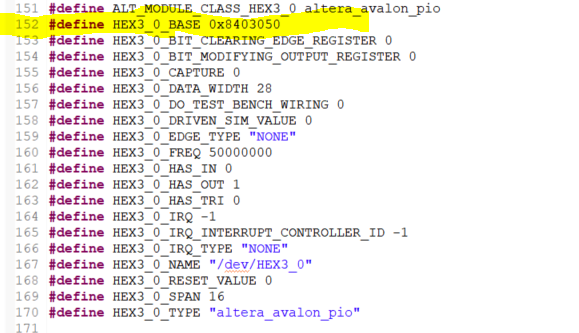 151 #define ALT_MODULE_CLASS_HEX3_0 altera_avalon_pio
152 #define HEX3_0_BASE 0x8403050
153 #define HEX3_0_BIT_CLEARING_EDGE_REGISTER 0
154 #define HEX3_0_BIT_MODIFYING_OUTPUT_REGISTER 0
155 #define HEX3_0_CAPTURE 0
156 #define HEX3_0_DATA_WIDTH 28
157 #define HEX3_0_DO_TEST_BENCH_WIRING 0
158 #define HEX3_0_DRIVEN_SIM_VALUE 0
159 #define HEX3_0_EDGE_TYPE "NONE"
160 #define HEX3_0_FREQ 50000000
161 #define HEX3_0_HAS_IN 0
162 #define HEX3_0_HAS_OUT 1
163 #define HEX3_0_HAS_TRI 0
164 #define HEX3_0_IRQ -1
165 #define HEX3_0_IRQ_INTERRUPT_CONTROLLER_ID -1
166 #define HEX3_0_IRQ_TYPE "NONE"
167 #define HEX3_0_NAME "/dev/HEX3_0"
168 #define HEX3_0_RESET_VALUE 0
169 #define HEX3_0_SPAN 16
170 #define HEX3_0_TYPE "altera_avalon_pio"
171